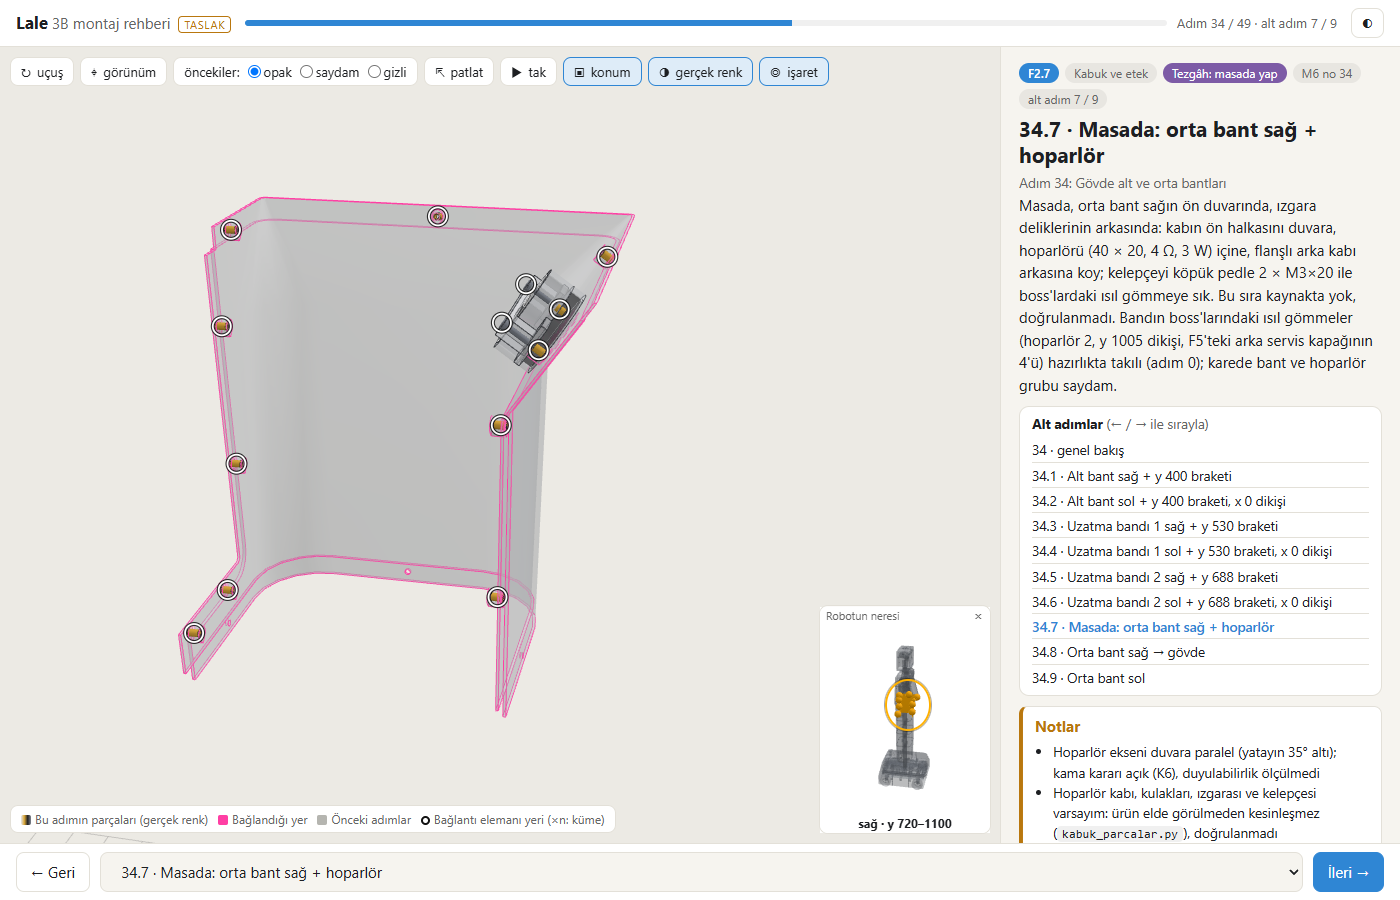 Lale 3B montaj rehberi TASLAK
Adım 34 / 49 · alt adım 7 / 9
↻ uçuş
⌖ görünüm
öncekiler: opak saydam gizli
⇱ patlat
▶ tak
▣ konum
◑ gerçek renk
◎ işaret
F2.7 Kabuk ve etek Tezgâh: masada yap M6 no 34
alt adım 7 / 9
34.7 · Masada: orta bant sağ +
hoparlör
Adım 34: Gövde alt ve orta bantları
Masada, orta bant sağın ön duvarında, ızgara
deliklerinin arkasında: kabın ön halkasını duvara,
hoparlörü (40 × 20, 4 Ω, 3 W) içine, flanşlı arka kabı
arkasına koy; kelepçeyi köpük pedle 2 × M3×20 ile
boss'lardaki ısıl gömmeye sık. Bu sıra kaynakta yok,
doğrulanmadı. Bandın boss'larındaki ısıl gömmeler
(hoparlör 2, y 1005 dikişi, F5'teki arka servis kapağının
4'ü) hazırlıkta takılı (adım 0); karede bant ve hoparlör
grubu saydam.
Alt adımlar (← / → ile sırayla)
34 · genel bakış
34.1 · Alt bant sağ + y 400 braketi
34.2 · Alt bant sol + y 400 braketi, x 0 dikişi
34.3 · Uzatma bandı 1 sağ + y 530 braketi
34.4 · Uzatma bandı 1 sol + y 530 braketi, x 0 dikişi
34.5 · Uzatma bandı 2 sağ + y 688 braketi
34.6 · Uzatma bandı 2 sol + y 688 braketi, x 0 dikişi
34.7 · Masada: orta bant sağ + hoparlör
34.8 · Orta bant sağ → gövde
34.9 · Orta bant sol
Notlar
• Hoparlör ekseni duvara paralel (yatayın 35° altı);
kama kararı açık (K6), duyulabilirlik ölçülmedi
• Hoparlör kabı, kulakları, ızgarası ve kelepçesi
varsayım: ürün elde görülmeden kesinleşmez
( kabuk_parcalar.py ), doğrulanmadı
Robotun neresi ×
sağ · y 720–1100
Bu adımın parçaları (gerçek renk) Bağlandığı yer Önceki adımlar Bağlantı elemanı yeri (×n: küme)
← Geri
34.7 · Masada: orta bant sağ + hoparlör
İleri →